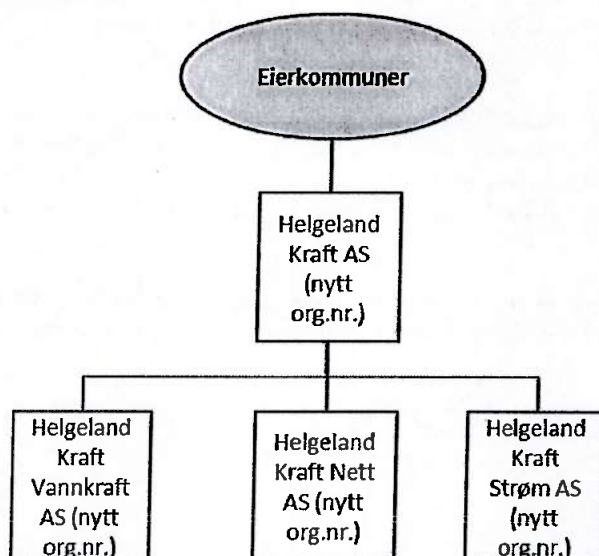 Eierkommuner
Helgeland
Kraft AS
(nytt
org.nr.)
Helgeland
Kraft
Vannkraft
AS (nytt
org.nr.)
Helgeland
Kraft Nett
AS (nytt
org.nr.)
Helgeland
Kraft
Strøm AS
(nytt
org.nr.)